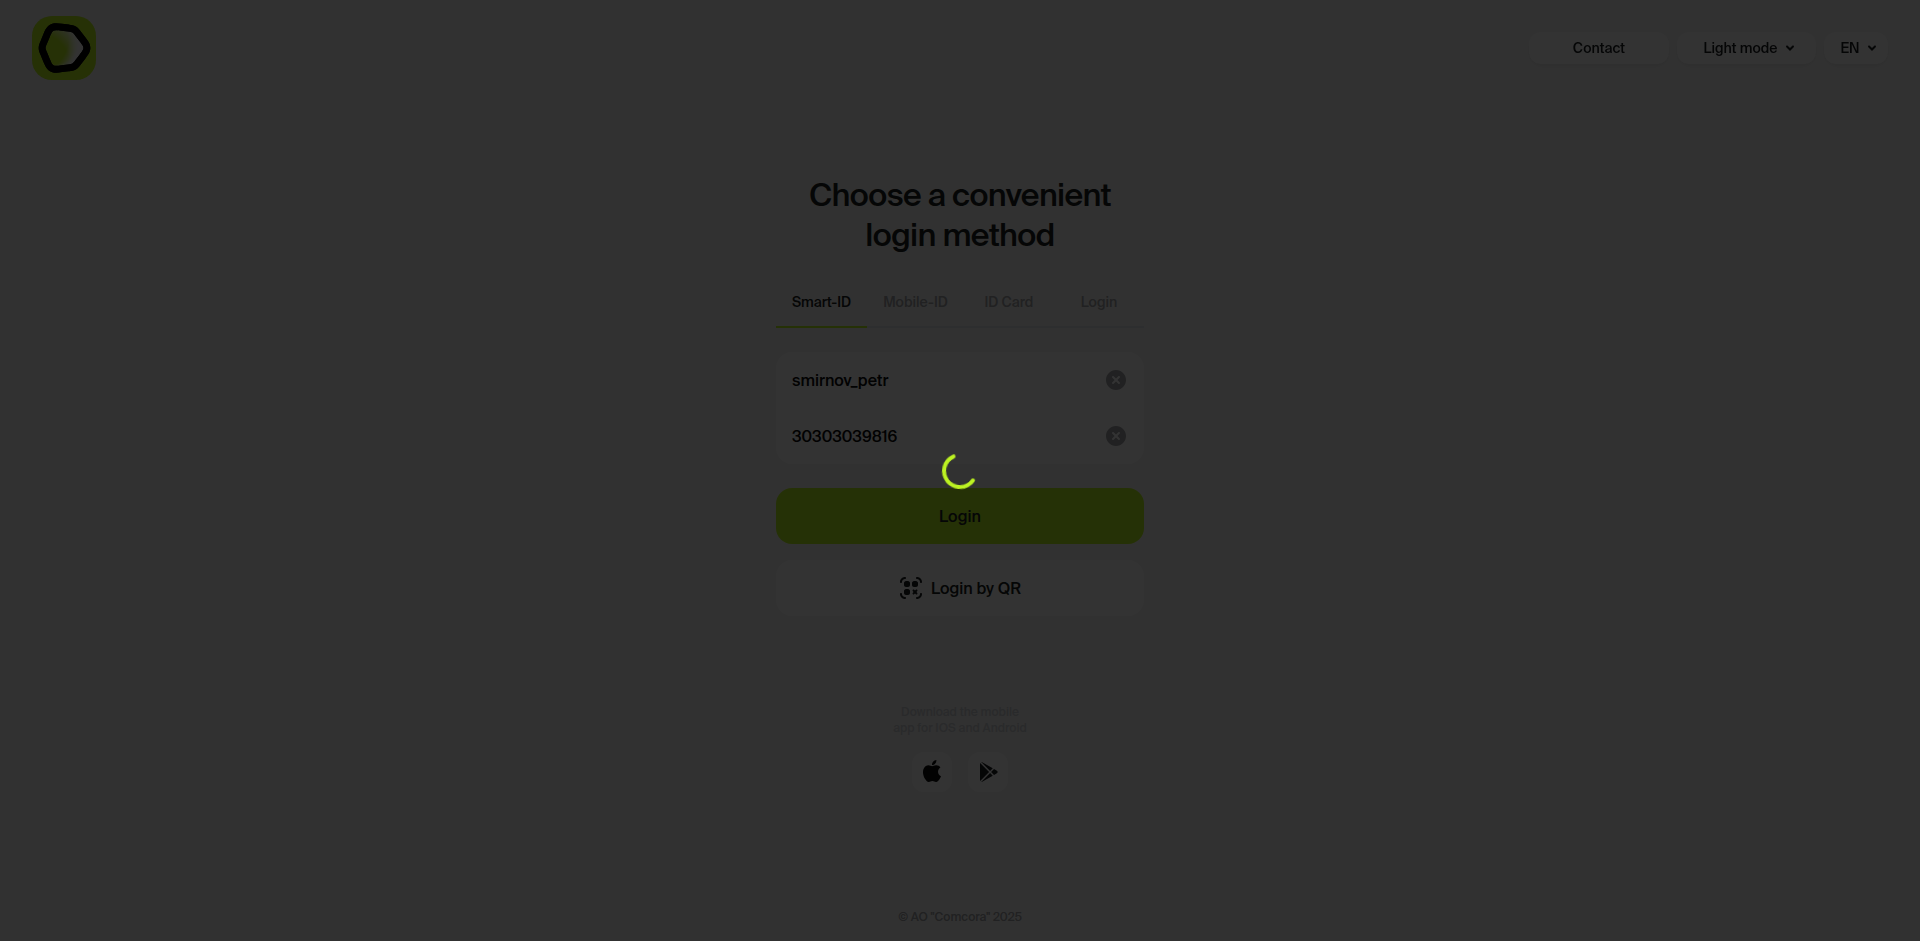 Contact
Light mode
EN
Choose a convenient
login method
Smart-ID
Mobile-ID
ID Card
Login
smirnov_petr
30303039816
Login
Login by QR
Download the mobile
app for iOS and Android
© AO "Comcora" 2025